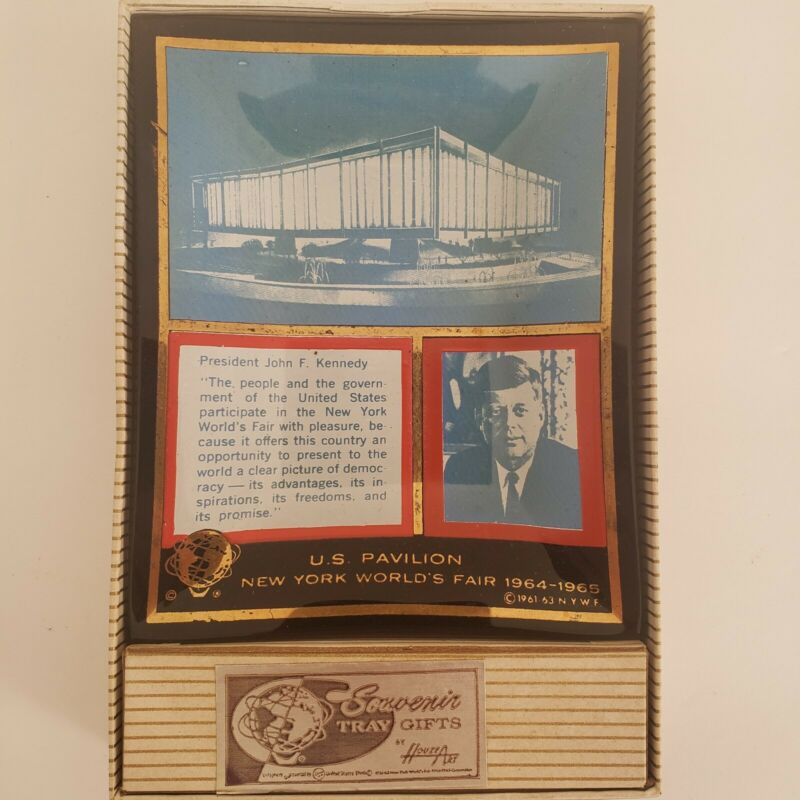 President John F. Kennedy
"The people and the govern-
ment of the United States
participate in the New York
World's Fair with pleasure, be-
cause it offers this country an
opportunity to present to the
world a clear picture of democ-
racy — its advantages, its in-
spirations, its freedoms, and
its promise."
U.S. PAVILION
NEW YORK WORLD'S FAIR 1964-1965
© ®
© 1961 63 N Y W F
Souvenir
TRAY GIFTS
BY HOUZE ART
United States Steel